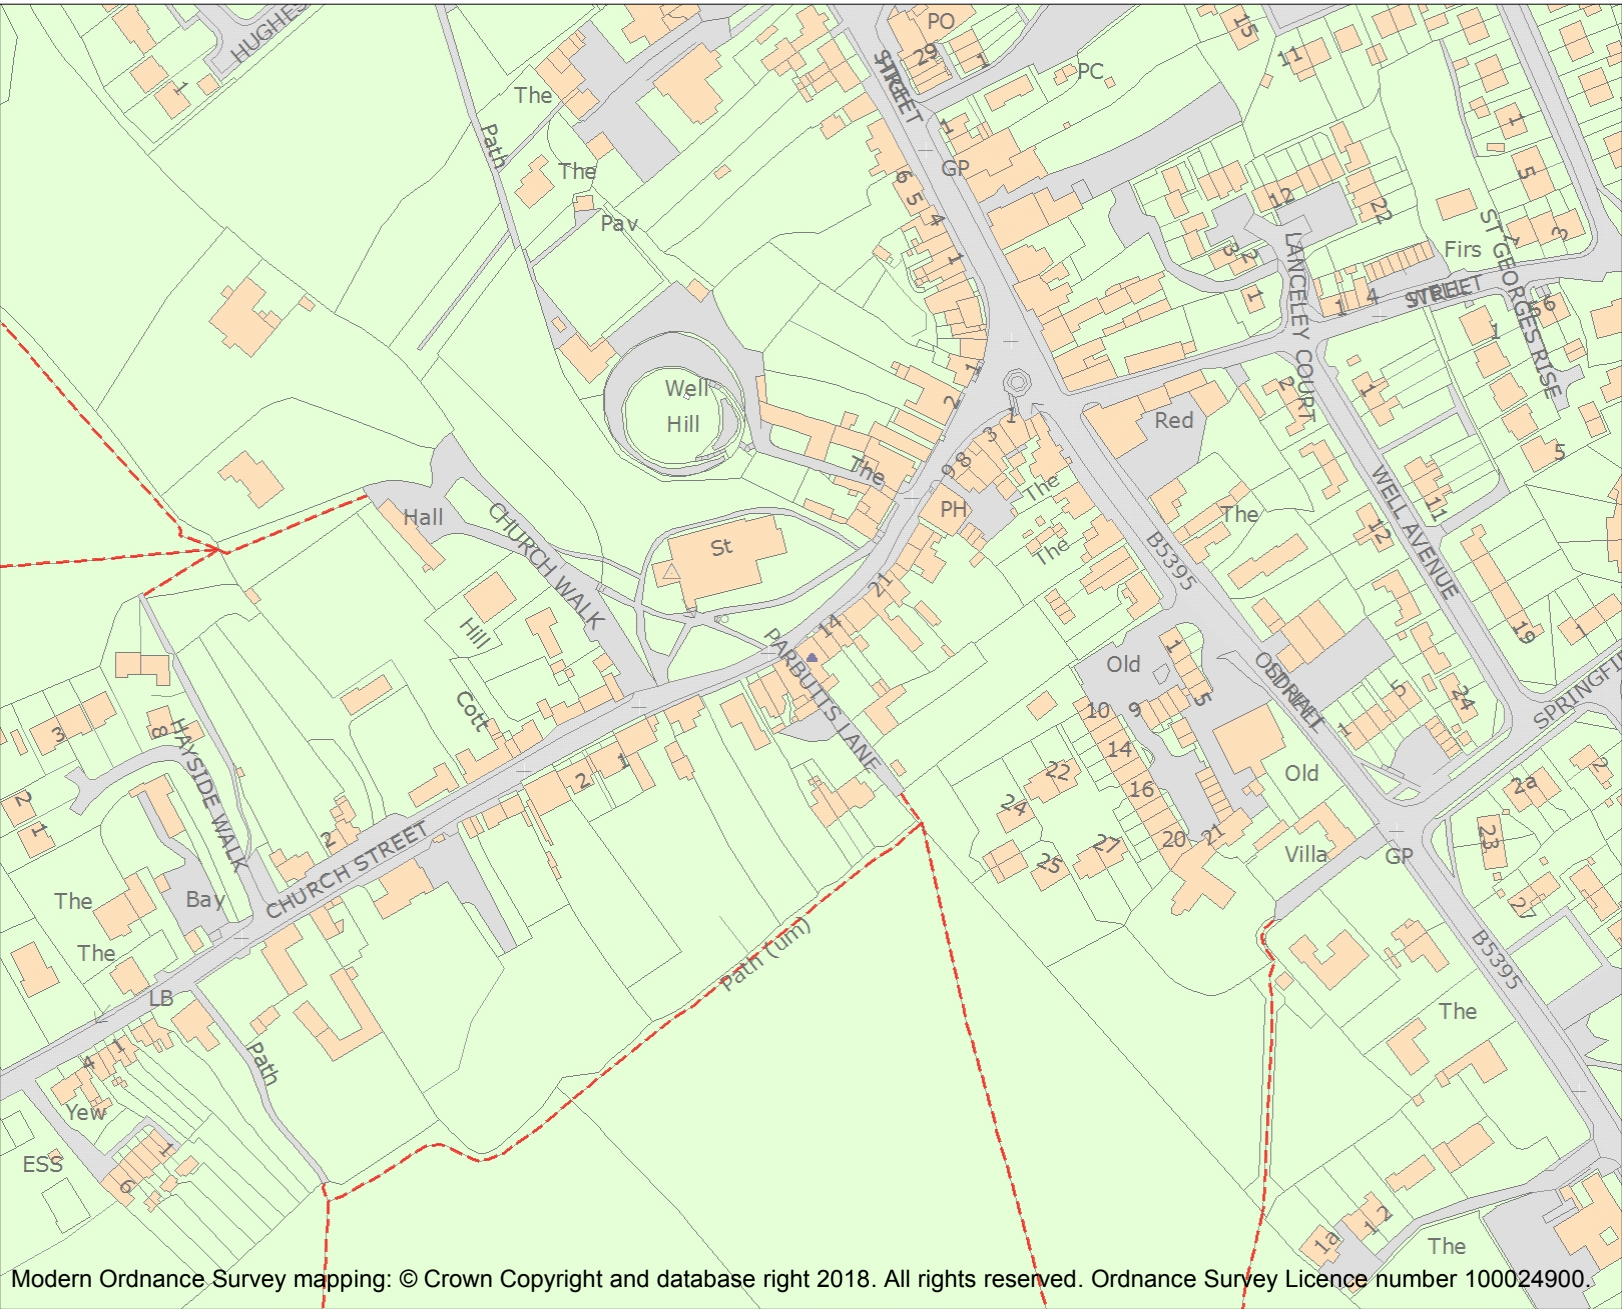 HUGHES
1
The
Path
The
Pav
PO
29
1
PC
STREET
1
GP
6
5
4
1
15
11
1
5
12
22
3
2
1
LANCELEY COURT
Firs
ST GEORGES RISE
1
3
1
4
STREET
56
1
5
Well
Hill
1
2
The
1
3
8
9
PH
The
The
Red
2
1
The
B5395
WELL AVENUE
11
12
19
1
Hall
CHURCH WALK
St
21
14
PARBUTTS LANE
Hill
Cott
Old
1
5
9
10
14
16
20
21
22
24
25
27
OLD HALL
STREET
5
1
24
SPRINGFI
Old
Villa
GP
2a
2
23
27
B5395
3
8
HAYSIDE WALK
2
1
2
1
2
CHURCH STREET
The
Bay
The
LB
4
1
Path
Yew
ESS
1
6
Path (um)
The
1 2
1a
The
Modern Ordnance Survey mapping: © Crown Copyright and database right 2018. All rights reserved. Ordnance Survey Licence number 100024900.